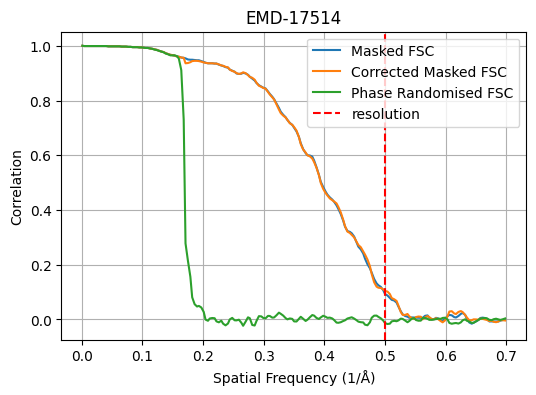 EMD-17514
Masked FSC
Corrected Masked FSC
Phase Randomised FSC
resolution
Correlation
1.0
0.8
0.6
0.4
0.2
0.0
0.0 0.1 0.2 0.3 0.4 0.5 0.6 0.7
Spatial Frequency (1/Å)